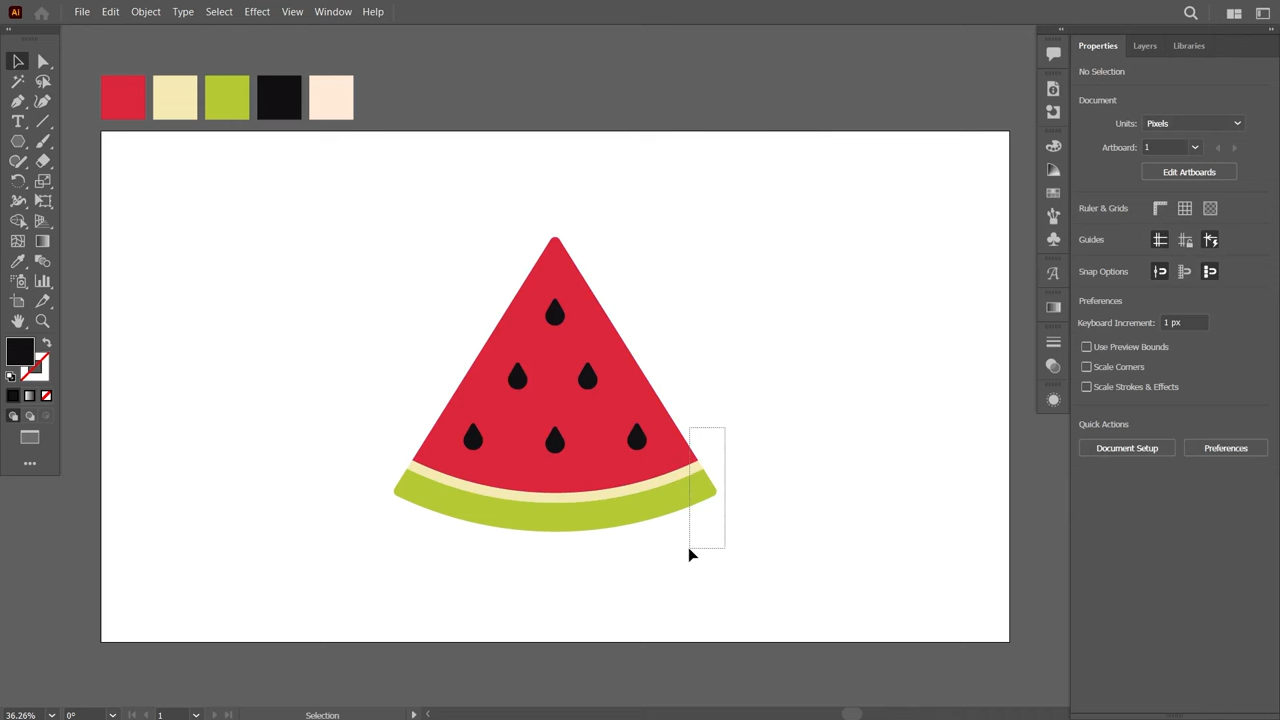 Ai File Edit Object Type Select Effect View Window Help
Properties Layers Libraries
No Selection
Document
Units: Pixels
Artboard: 1
Edit Artboards
Ruler & Grids
Guides
Snap Options
Preferences
Keyboard Increment: 1 px
Use Preview Bounds
Scale Corners
Scale Strokes & Effects
Quick Actions
Document Setup Preferences
36.26% 0° 1 Selection